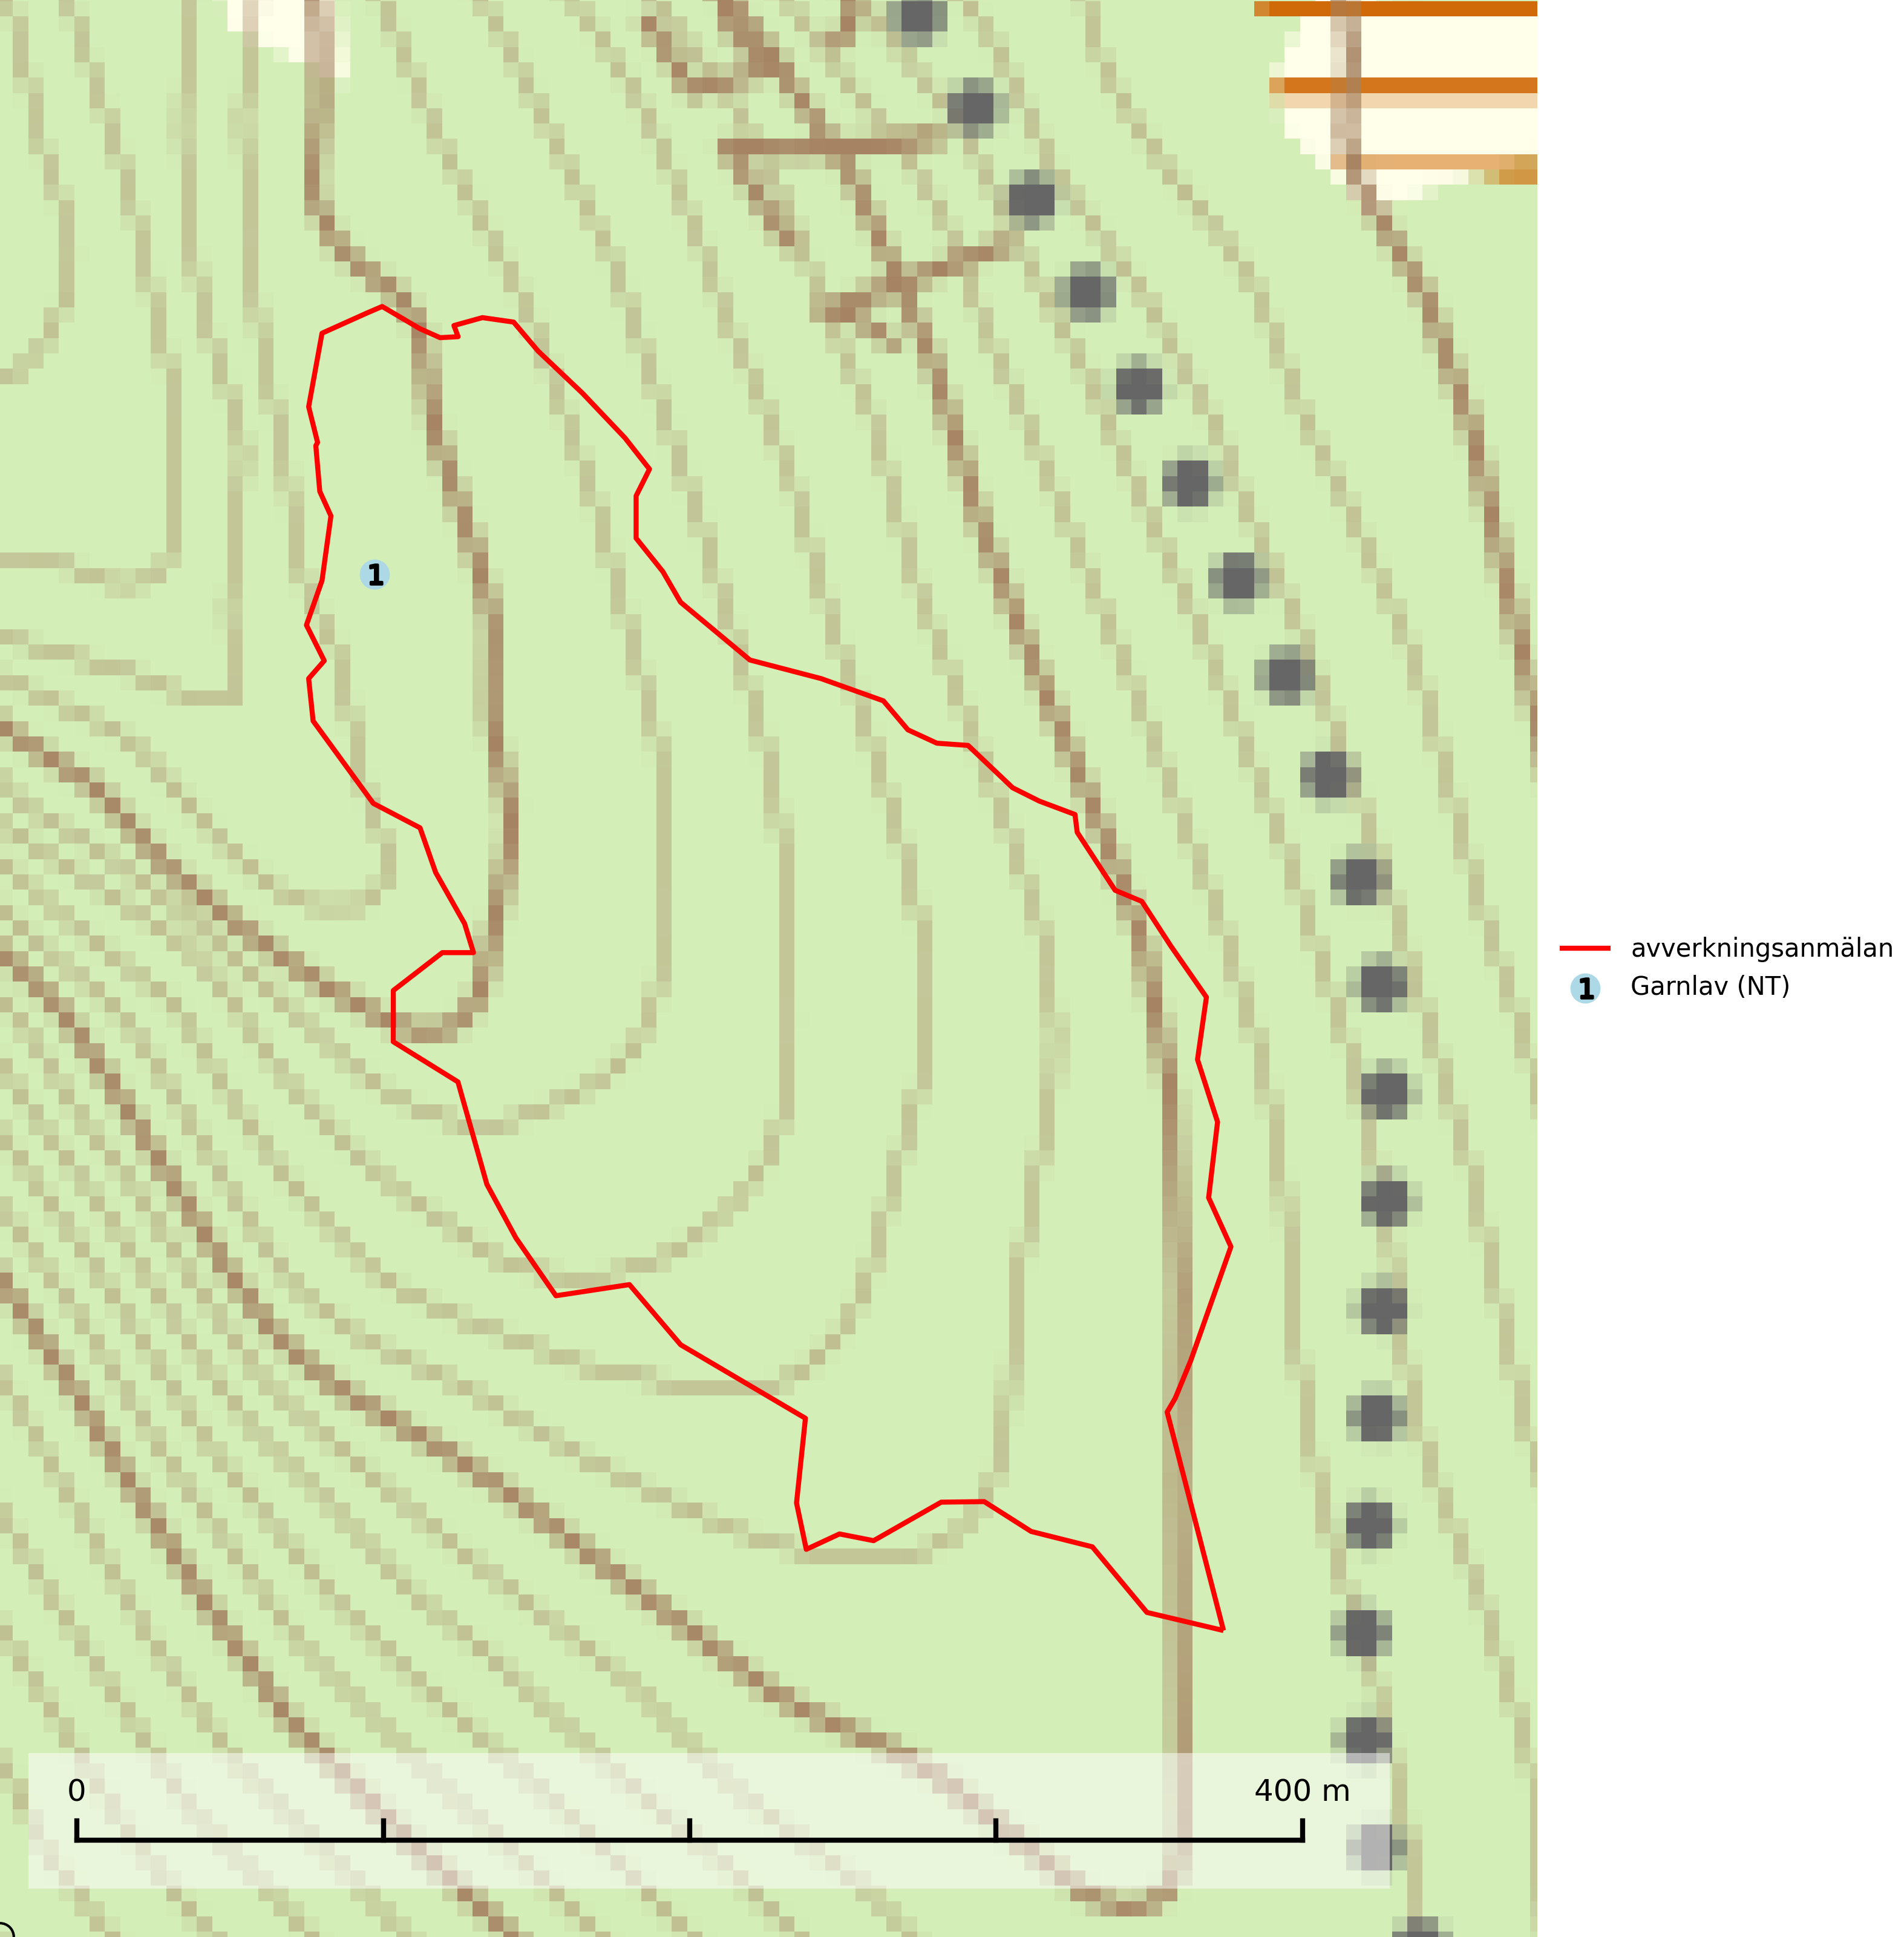 1
avverkningsanmälan
1 Garnlav (NT)
0 400 m